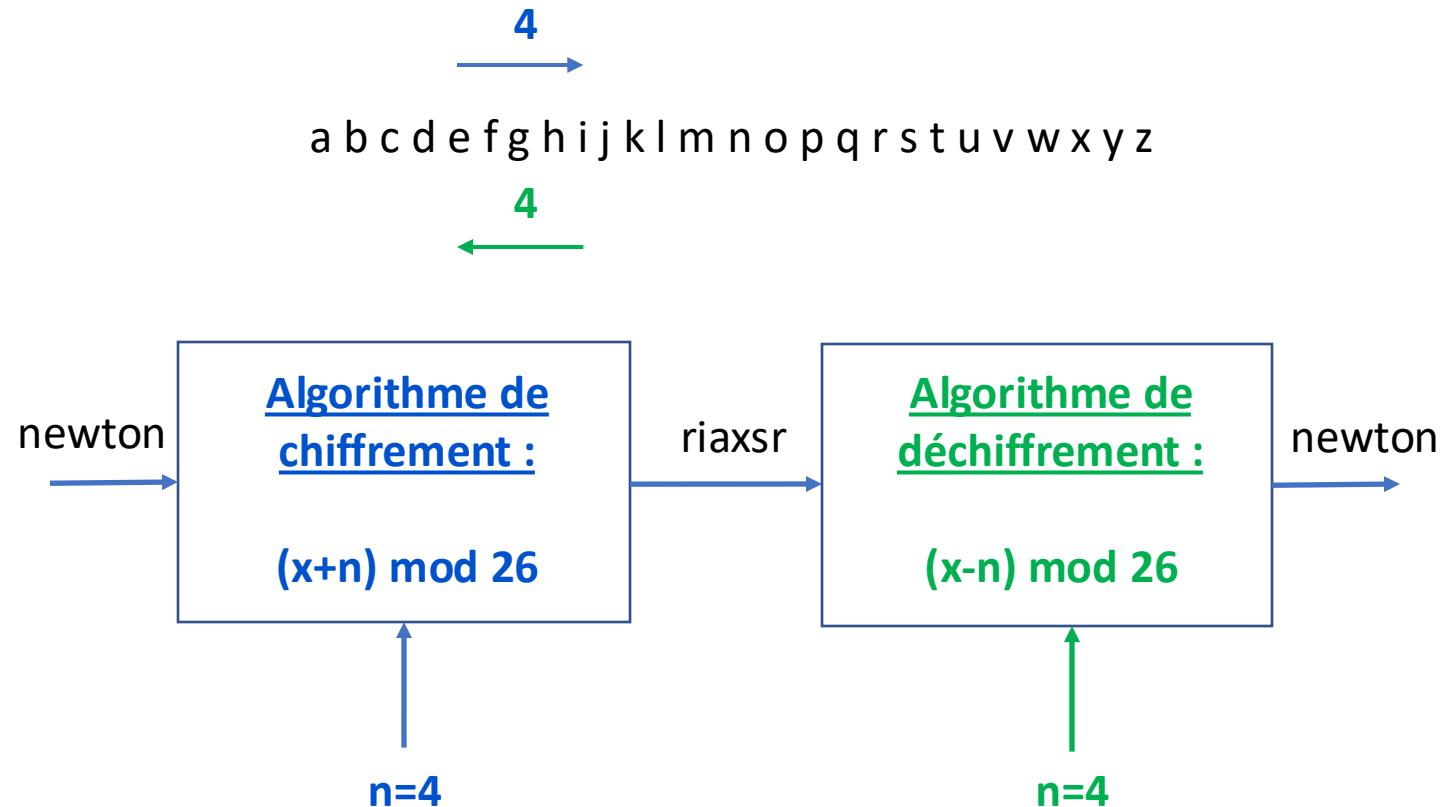 4
a b c d e f g h i j k l m n o p q r s t u v w x y z
4
newton
Algorithme de
chiffrement :
(x+n) mod 26
riaxsr
Algorithme de
déchiffrement :
(x-n) mod 26
newton
n=4
n=4